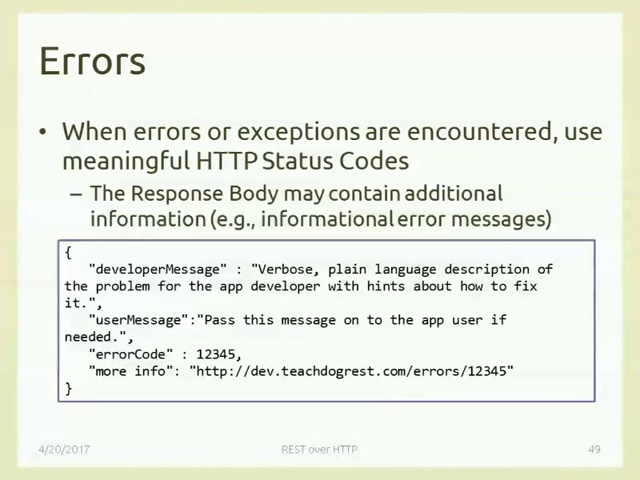 Errors
• When errors or exceptions are encountered, use
meaningful HTTP Status Codes
– The Response Body may contain additional
information (e.g., informational error messages)
{
"developerMessage" : "Verbose, plain language description of
the problem for the app developer with hints about how to fix
it.",
"userMessage":"Pass this message on to the app user if
needed.",
"errorCode" : 12345,
"more info": "http://dev.teachdogrest.com/errors/12345"
}
4/20/2017 REST over HTTP 49